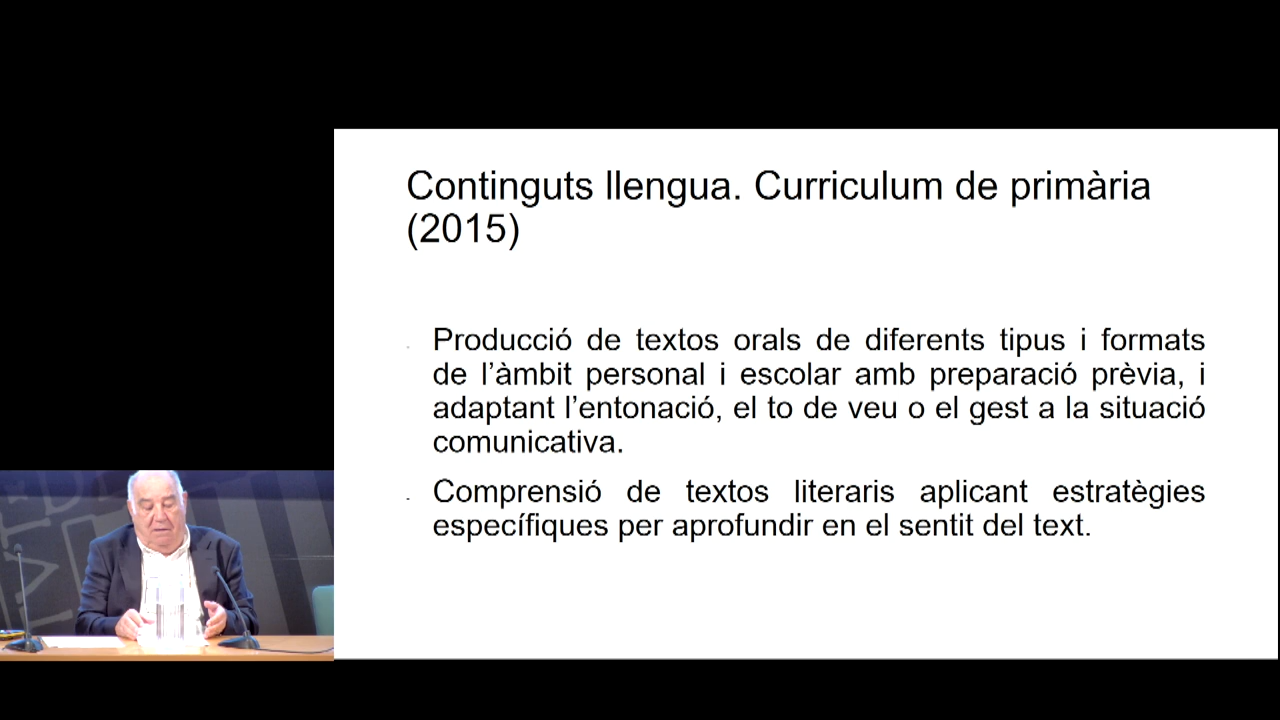 Continguts llengua. Curriculum de primària
(2015)
Producció de textos orals de diferents tipus i formats
de l’àmbit personal i escolar amb preparació prèvia, i
adaptant l’entonació, el to de veu o el gest a la situació
comunicativa.
Comprensió de textos literaris aplicant estratègies
específiques per aprofundir en el sentit del text.